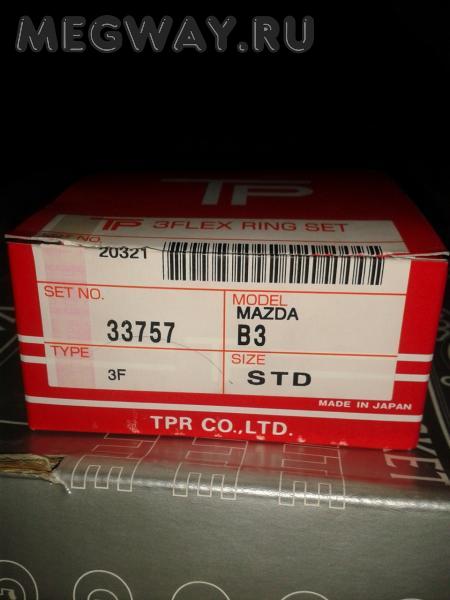 MEGWAY.RU
TP
TP 3FLEX RING SET
20321
SET NO. 33757
MODEL MAZDA B3
TYPE 3F
SIZE STD
MADE IN JAPAN
TPR CO.,LTD.